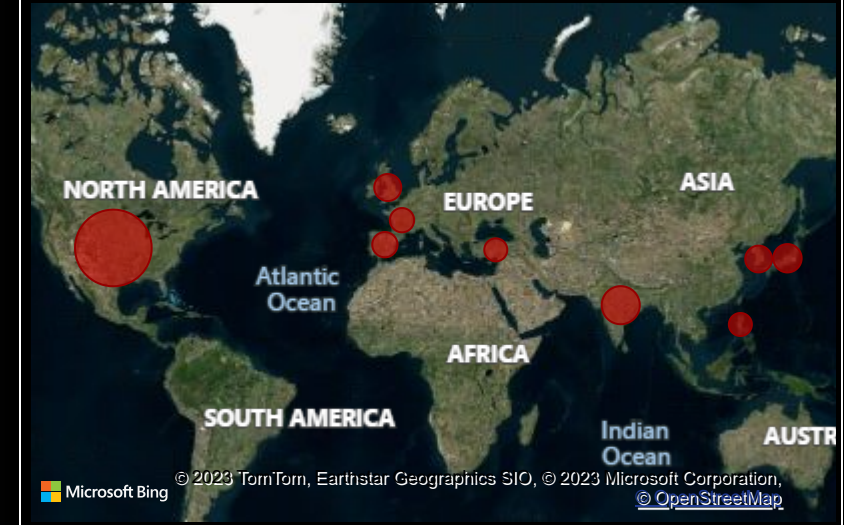 NORTH AMERICA
EUROPE
ASIA
Atlantic
Ocean
AFRICA
SOUTH AMERICA
Indian
Ocean
AUSTR
Microsoft Bing
© 2023 TomTom, Earthstar Geographics SIO, © 2023 Microsoft Corporation,
© OpenStreetMap